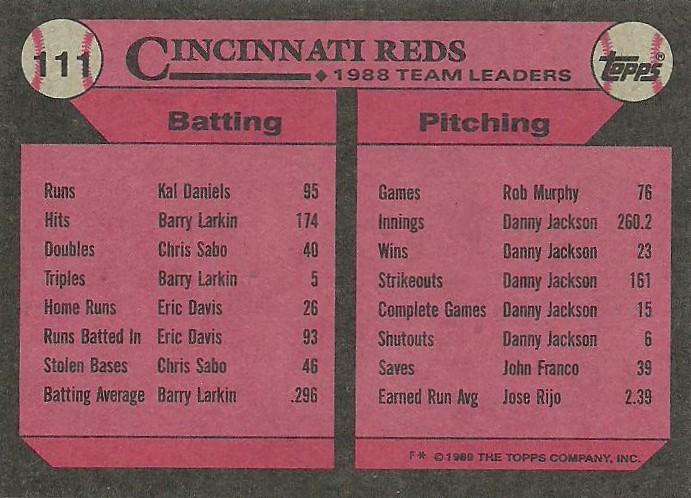 111
CINCINNATI REDS
1988 TEAM LEADERS
Topps®
Batting
Runs Kal Daniels 95
Hits Barry Larkin 174
Doubles Chris Sabo 40
Triples Barry Larkin 5
Home Runs Eric Davis 26
Runs Batted In Eric Davis 93
Stolen Bases Chris Sabo 46
Batting Average Barry Larkin .296
Pitching
Games Rob Murphy 76
Innings Danny Jackson 260.2
Wins Danny Jackson 23
Strikeouts Danny Jackson 161
Complete Games Danny Jackson 15
Shutouts Danny Jackson 6
Saves John Franco 39
Earned Run Avg Jose Rijo 2.39
F* © 1989 THE TOPPS COMPANY, INC.